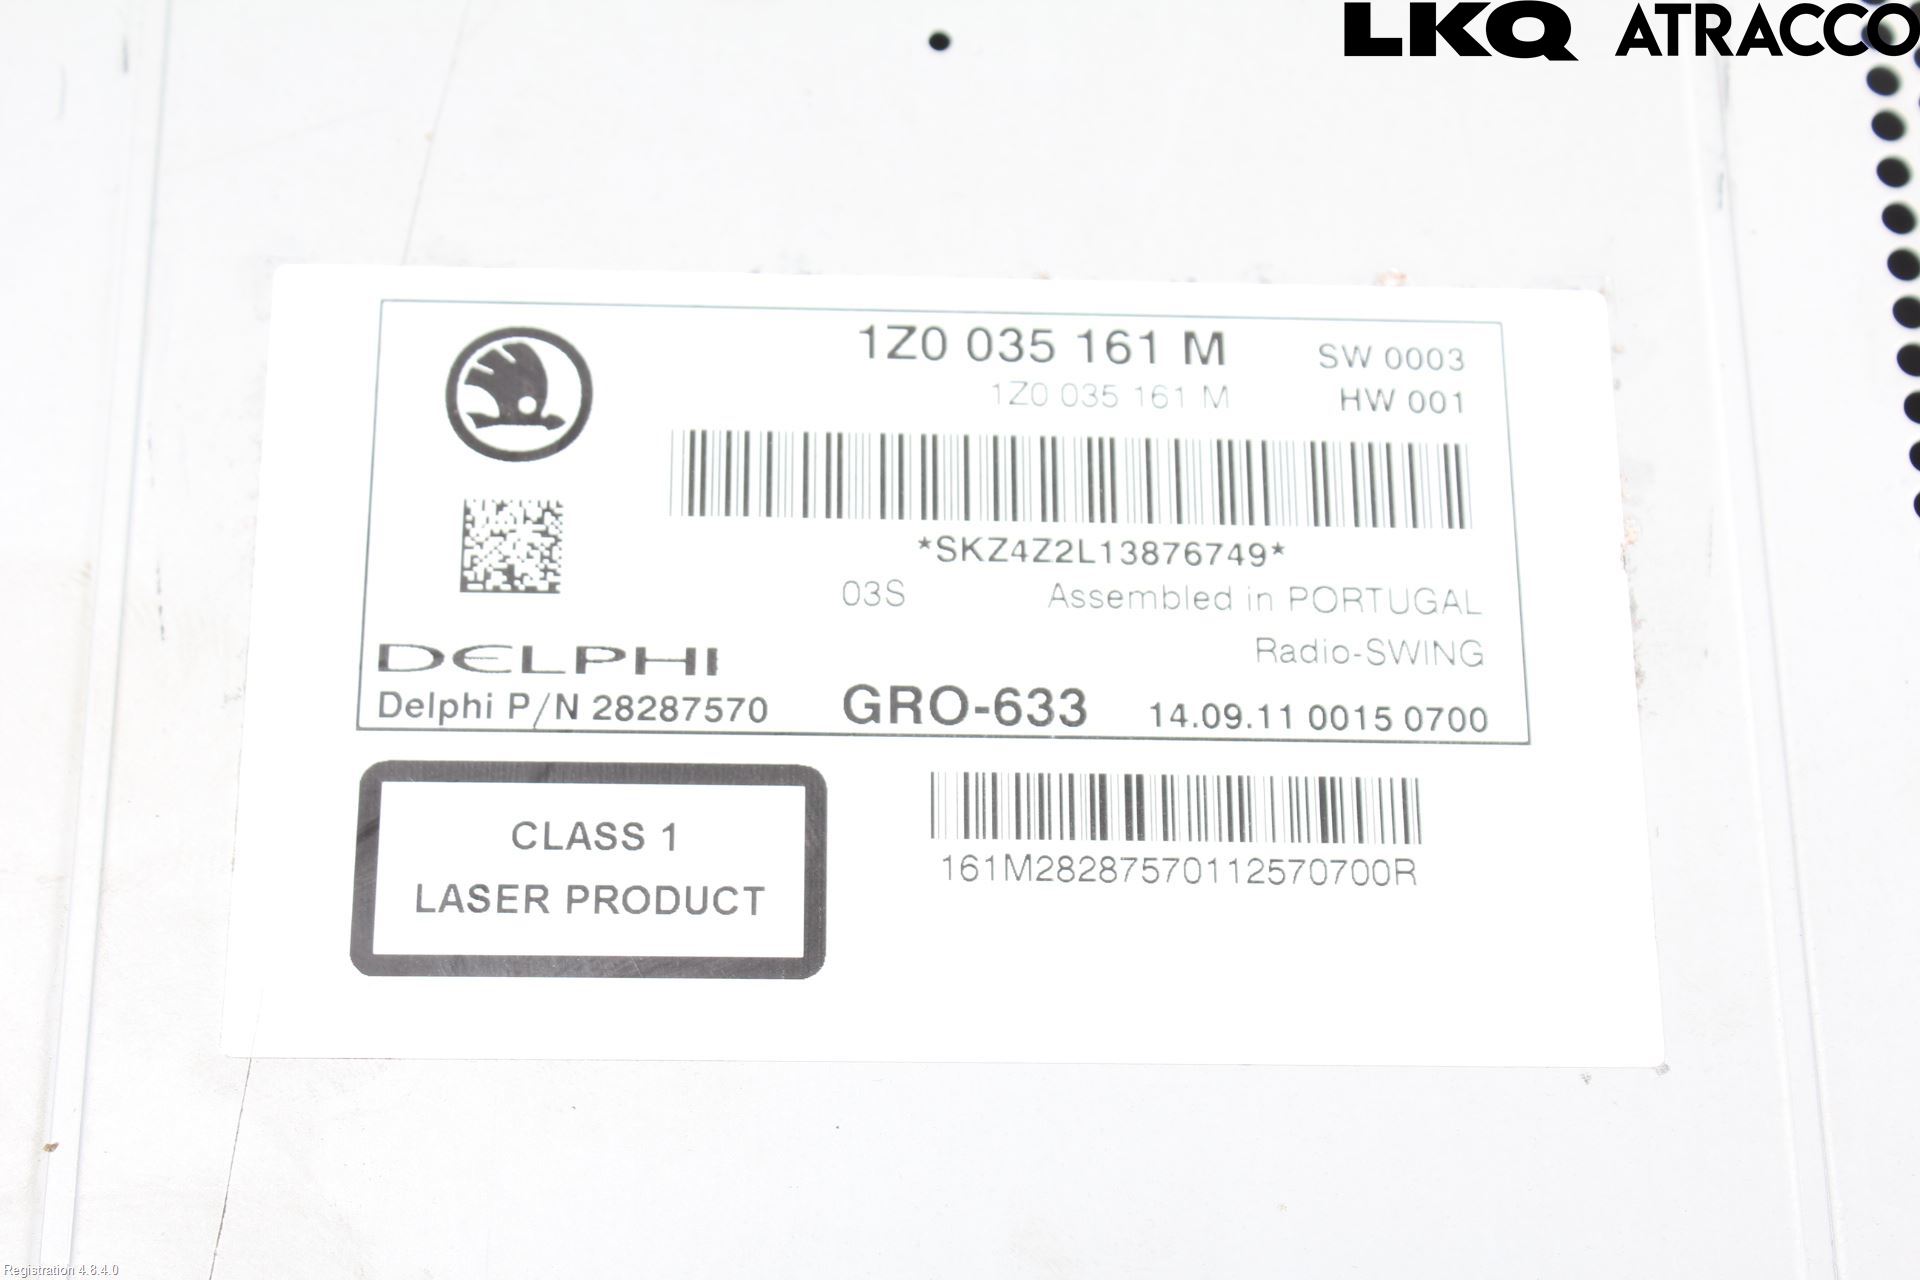 LKQ ATRACCO
1Z0 035 161 M
SW 0003
1Z0 035 161 M
HW 001
*SKZ4Z2L13876749*
03S
Assembled in PORTUGAL
Radio-SWING
DELPHI
Delphi P/N 28287570
GRO-633
14.09.11 0015 0700
CLASS 1
LASER PRODUCT
161M28287570112570700R
Registration 4.8.4.0